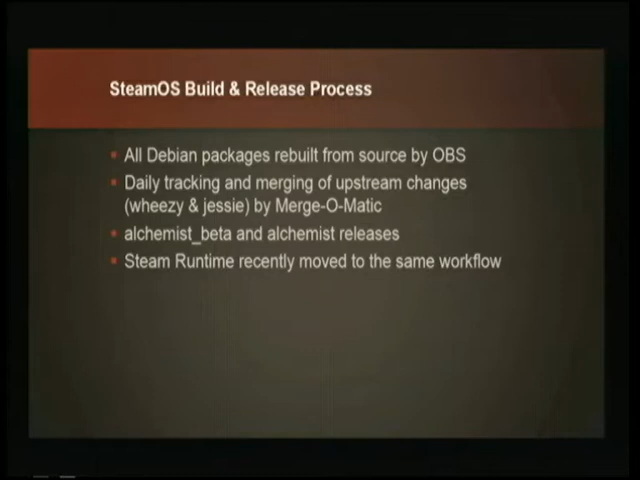 SteamOS Build & Release Process
All Debian packages rebuilt from source by OBS
Daily tracking and merging of upstream changes
(wheezy & jessie) by Merge-O-Matic
alchemist_beta and alchemist releases
Steam Runtime recently moved to the same workflow